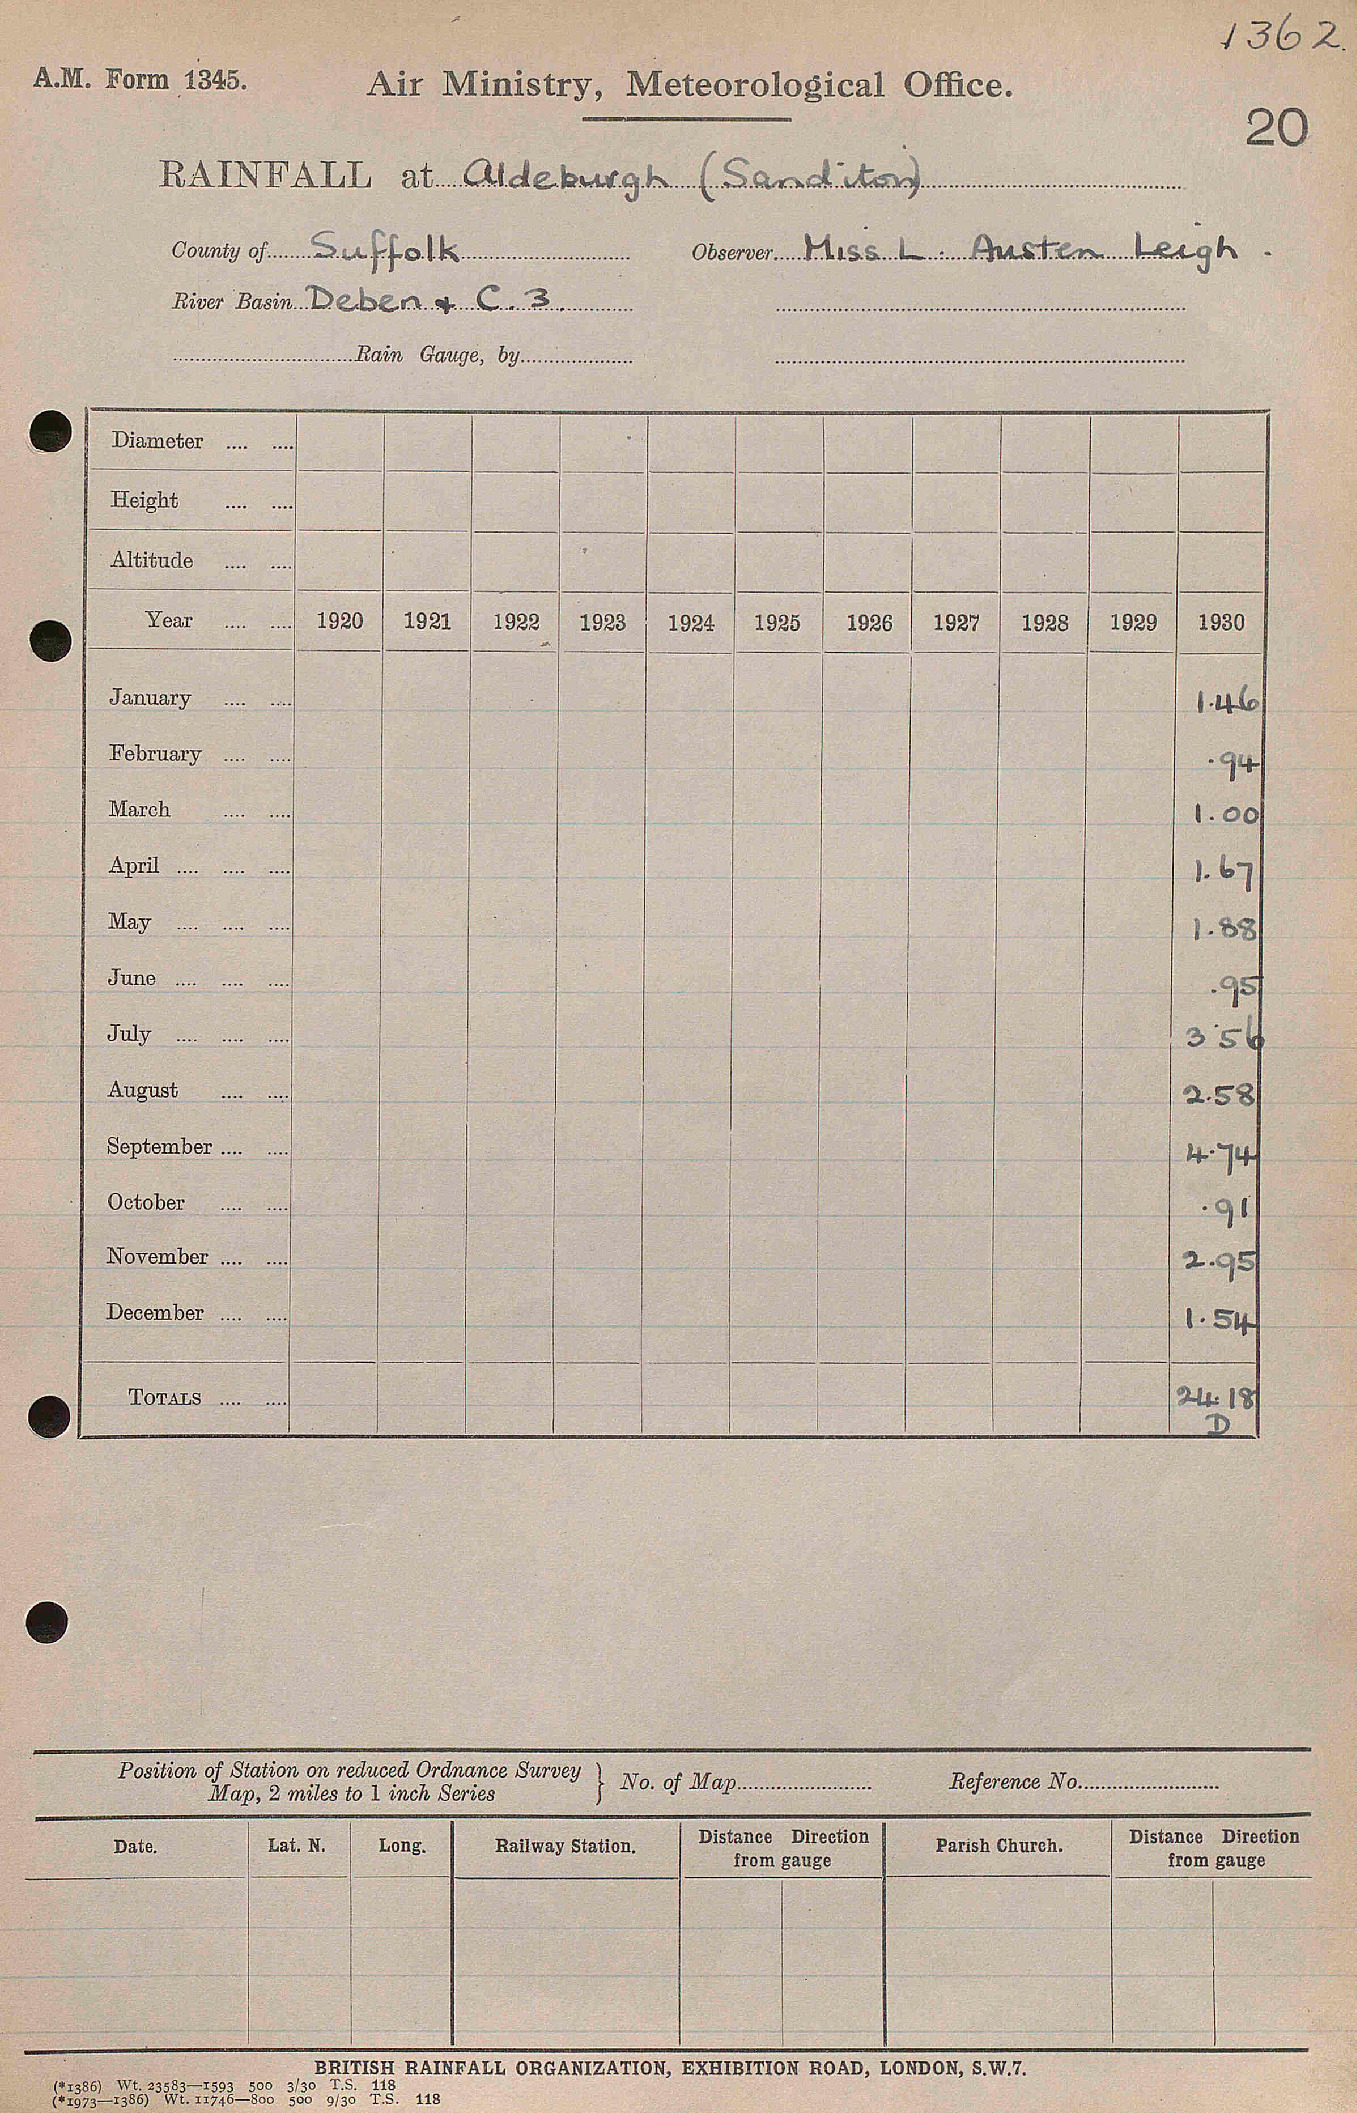 1362.
A.M. Form 1345.
Air Ministry, Meteorological Office.
20
RAINFALL at Aldeburgh (Sanditon)
County of Suffolk
Observer Miss L. Austen Leigh.
River Basin Deben & C.3.
Rain Gauge, by
Diameter
Height
Altitude
Year 1920 1921 1922 1923 1924 1925 1926 1927 1928 1929 1930
January 1.46
February .94
March 1.00
April 1.67
May 1.88
June .95
July 3.56
August 2.58
September 4.74
October .91
November 2.95
December 1.54
TOTALS 24.18
D
Position of Station on reduced Ordnance Survey
Map, 2 miles to 1 inch Series
} No. of Map Reference No.
Date. Lat. N. Long. Railway Station. Distance Direction from gauge Parish Church. Distance Direction from gauge
BRITISH RAINFALL ORGANIZATION, EXHIBITION ROAD, LONDON, S.W.7.
(*1386) Wt. 23583—1593 500 3/30 T.S. 118
(*1973—1386) Wt. 11746—800 500 9/30 T.S. 118